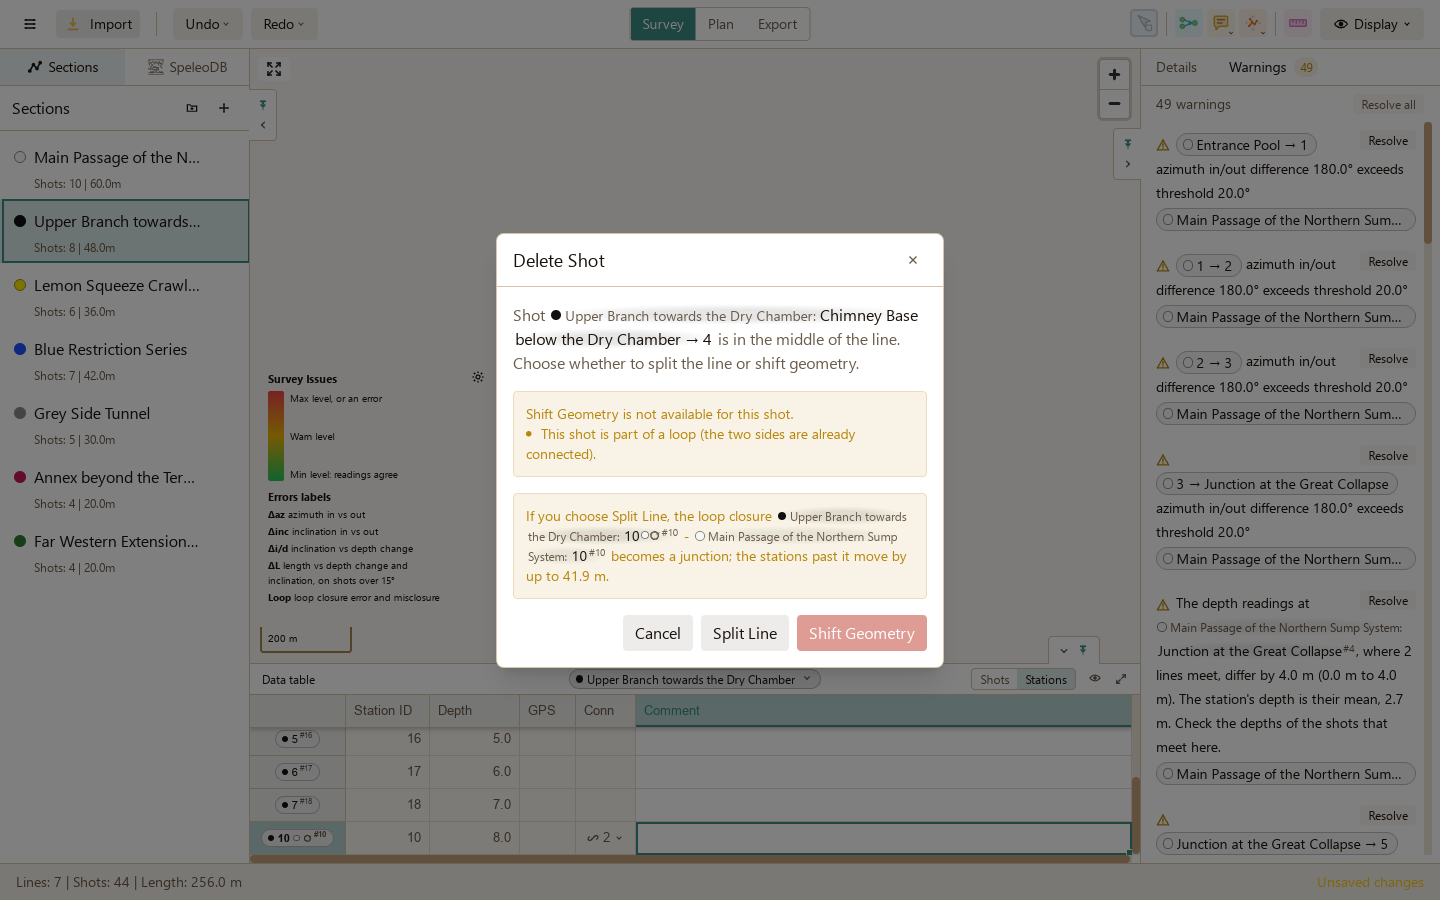 Import
Undo
Redo
Survey
Plan
Export
Display
Sections
SpeleoDB
Sections
Main Passage of the N...
Shots: 10 | 60.0m
Upper Branch towards...
Shots: 8 | 48.0m
Lemon Squeeze Crawl...
Shots: 6 | 36.0m
Blue Restriction Series
Shots: 7 | 42.0m
Grey Side Tunnel
Shots: 5 | 30.0m
Annex beyond the Ter...
Shots: 4 | 20.0m
Far Western Extension...
Shots: 4 | 20.0m
Survey Issues
Max level, or an error
Warn level
Min level: readings agree
Errors labels
Δaz azimuth in vs out
Δinc inclination in vs out
Δi/d inclination vs depth change
ΔL length vs depth change and
inclination, on shots over 15°
Loop loop closure error and misclosure
200 m
Delete Shot
Shot Upper Branch towards the Dry Chamber: Chimney Base
below the Dry Chamber → 4 is in the middle of the line.
Choose whether to split the line or shift geometry.
Shift Geometry is not available for this shot.
• This shot is part of a loop (the two sides are already
connected).
If you choose Split Line, the loop closure Upper Branch towards
the Dry Chamber: 10 #10 - Main Passage of the Northern Sump
System: 10 #10 becomes a junction; the stations past it move by
up to 41.9 m.
Cancel
Split Line
Shift Geometry
Data table
Upper Branch towards the Dry Chamber
Shots
Stations
Station ID
Depth
GPS
Conn
Comment
5 #16
16
5.0
6 #17
17
6.0
7 #18
18
7.0
10 #10
10
8.0
2
Details
Warnings
49
49 warnings
Resolve all
Entrance Pool → 1
Resolve
azimuth in/out difference 180.0° exceeds
threshold 20.0°
Main Passage of the Northern Sum...
1 → 2 azimuth in/out
Resolve
difference 180.0° exceeds threshold 20.0°
Main Passage of the Northern Sum...
2 → 3 azimuth in/out
Resolve
difference 180.0° exceeds threshold 20.0°
Main Passage of the Northern Sum...
Resolve
3 → Junction at the Great Collapse
azimuth in/out difference 180.0° exceeds
threshold 20.0°
Main Passage of the Northern Sum...
The depth readings at
Resolve
Main Passage of the Northern Sump System:
Junction at the Great Collapse #4, where 2
lines meet, differ by 4.0 m (0.0 m to 4.0
m). The station's depth is their mean, 2.7
m. Check the depths of the shots that
meet here.
Main Passage of the Northern Sum...
Resolve
Junction at the Great Collapse → 5
Lines: 7 | Shots: 44 | Length: 256.0 m
Unsaved changes